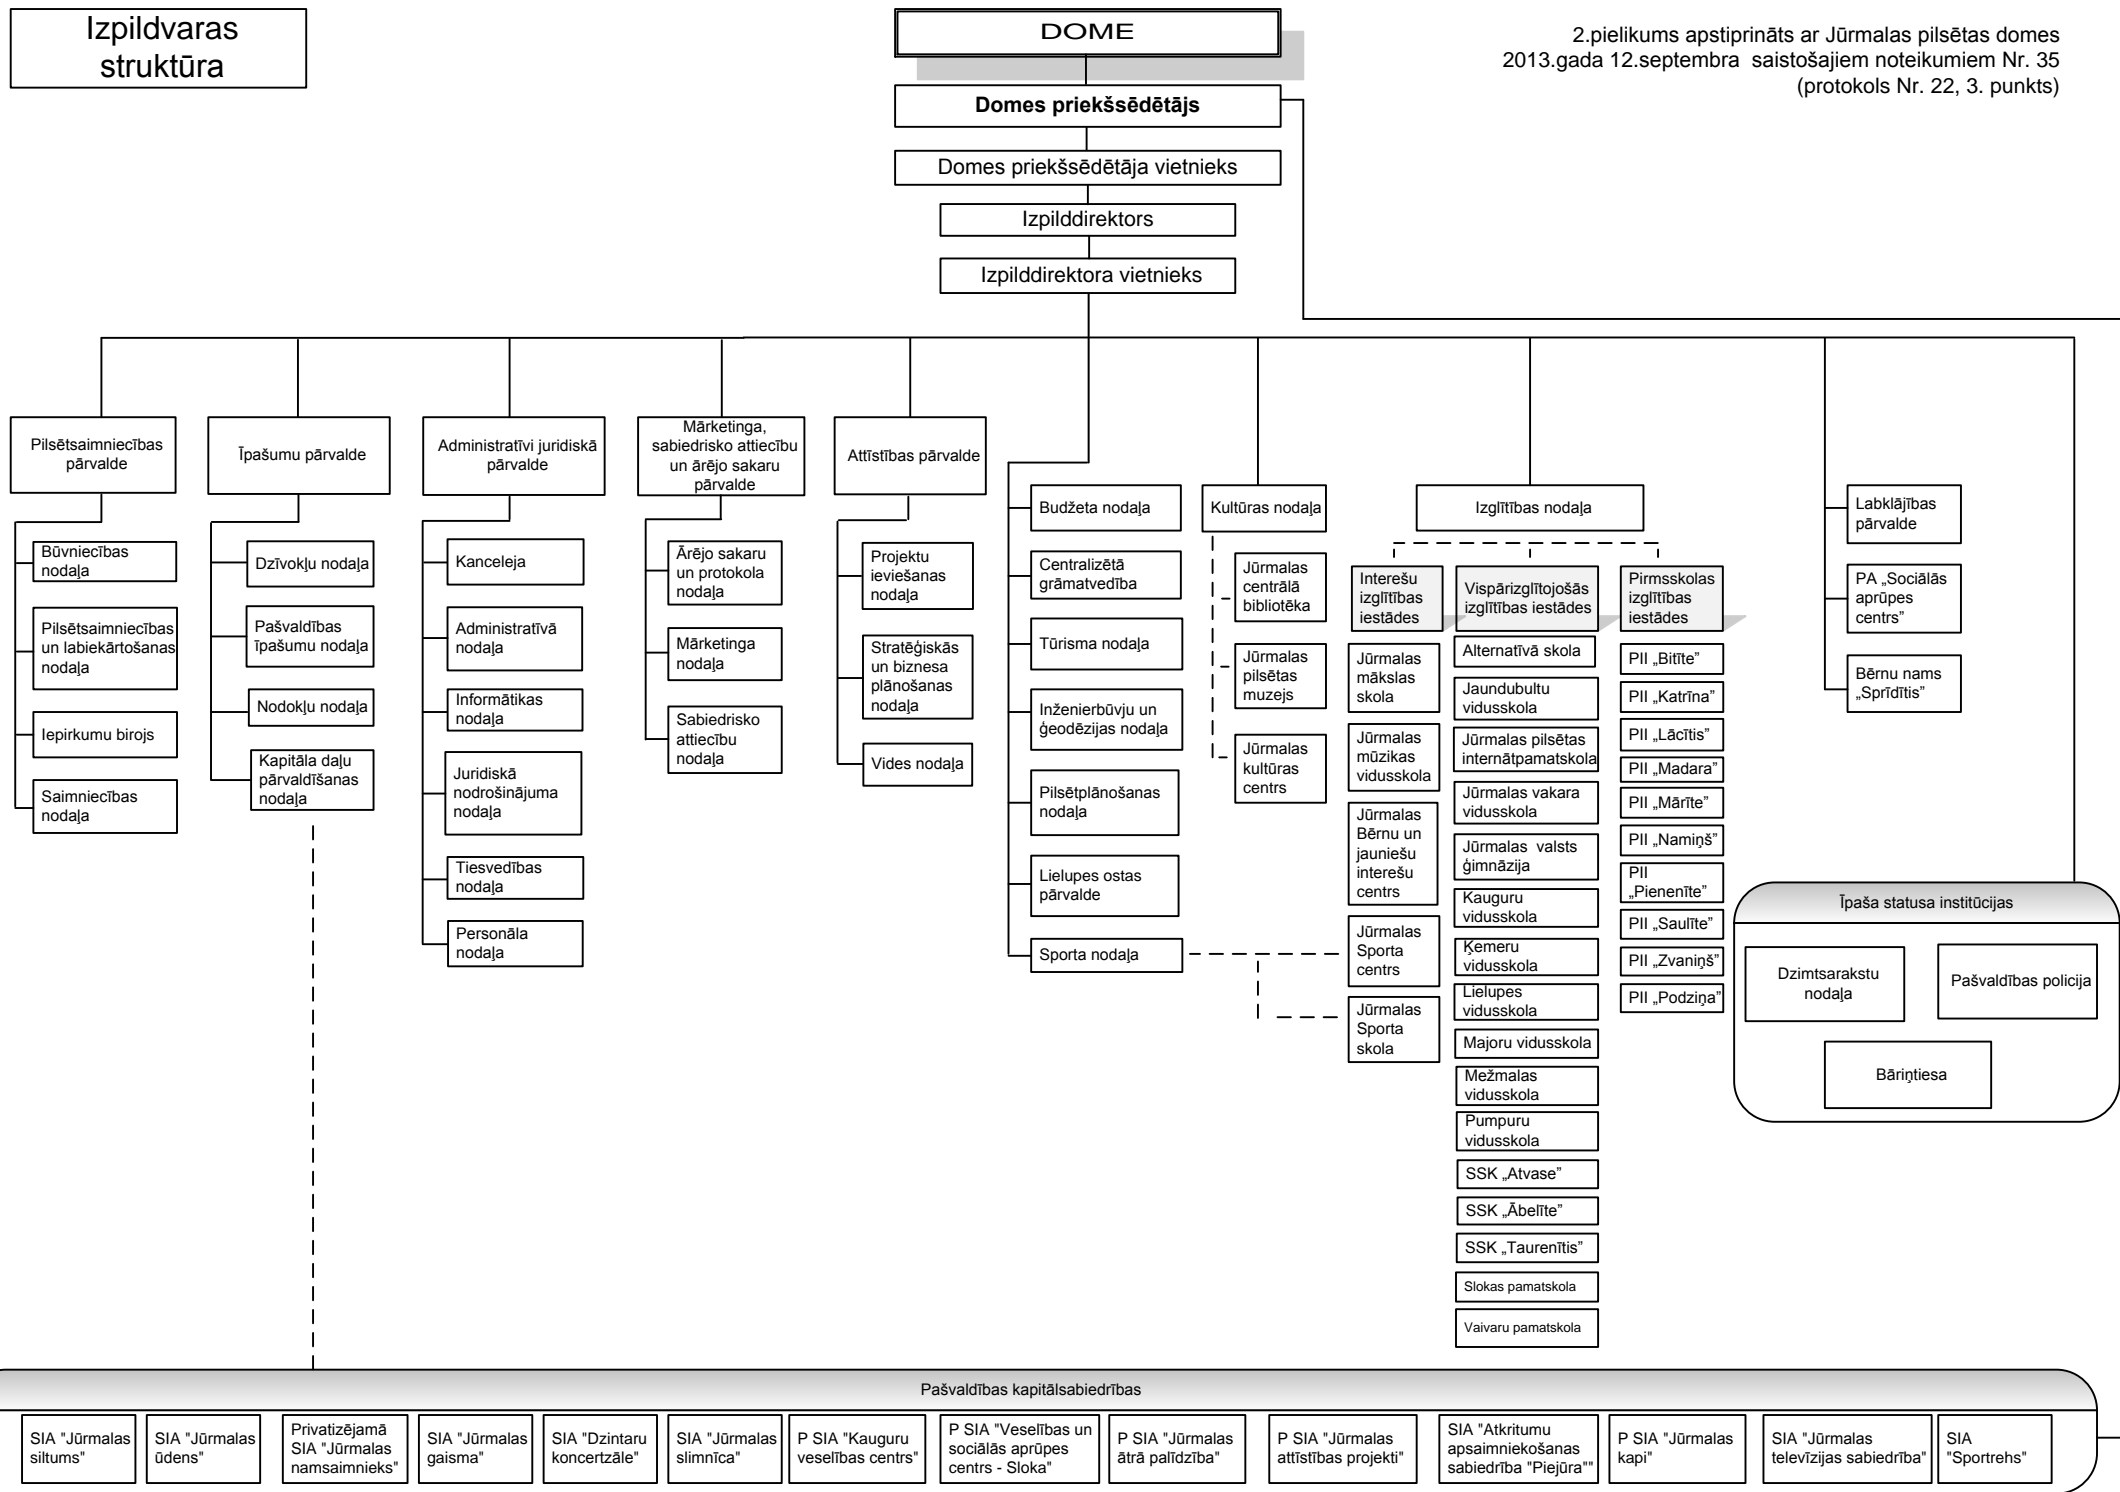 Izpildvaras
struktūra
DOME
2.pielikums apstiprināts ar Jūrmalas pilsētas domes
2013.gada 12.septembra saistošajiem noteikumiem Nr. 35
(protokols Nr. 22, 3. punkts)
Domes priekšsēdētājs
Domes priekšsēdētāja vietnieks
Izpilddirektors
Izpilddirektora vietnieks
Pilsētsaimniecības
pārvalde
Būvniecības
nodaļa
Pilsētsaimniecības
un labiekārtošanas
nodaļa
Iepirkumu birojs
Saimniecības
nodaļa
Īpašumu pārvalde
Dzīvokļu nodaļa
Pašvaldības
īpašumu nodaļa
Nodokļu nodaļa
Kapitāla daļu
pārvaldīšanas
nodaļa
Administratīvi juridiskā
pārvalde
Kanceleja
Administratīvā
nodaļa
Informātikas
nodaļa
Juridiskā
nodrošinājuma
nodaļa
Tiesvedības
nodaļa
Personāla
nodaļa
Mārketinga,
sabiedrisko attiecību
un ārējo sakaru
pārvalde
Ārējo sakaru
un protokola
nodaļa
Mārketinga
nodaļa
Sabiedrisko
attiecību
nodaļa
Attīstības pārvalde
Projektu
ieviešanas
nodaļa
Stratēģiskās
un biznesa
plānošanas
nodaļa
Vides nodaļa
Budžeta nodaļa
Centralizētā
grāmatvedība
Tūrisma nodaļa
Inženierbūvju un
ģeodēzijas nodaļa
Pilsētplānošanas
nodaļa
Lielupes ostas
pārvalde
Sporta nodaļa
Kultūras nodaļa
Jūrmalas
centrālā
bibliotēka
Jūrmalas
pilsētas
muzejs
Jūrmalas
kultūras
centrs
Izglītības nodaļa
Interešu
izglītības
iestādes
Jūrmalas
mākslas
skola
Jūrmalas
mūzikas
vidusskola
Jūrmalas
Bērnu un
jauniešu
interešu
centrs
Jūrmalas
Sporta
centrs
Jūrmalas
Sporta
skola
Vispārizglītojošās
izglītības iestādes
Alternatīvā skola
Jaundubultu
vidusskola
Jūrmalas pilsētas
internātpamatskola
Jūrmalas vakara
vidusskola
Jūrmalas valsts
ģimnāzija
Kauguru
vidusskola
Ķemeru
vidusskola
Lielupes
vidusskola
Majoru vidusskola
Mežmalas
vidusskola
Pumpuru
vidusskola
SSK „Atvase”
SSK „Ābelīte”
SSK „Taurenītis”
Slokas pamatskola
Vaivaru pamatskola
Pirmsskolas
izglītības
iestādes
PII „Bitīte”
PII „Katrīna”
PII „Lācītis”
PII „Madara”
PII „Mārīte”
PII „Namiņš”
PII
„Pienenīte”
PII „Saulīte”
PII „Zvaniņš”
PII „Podziņa”
Labklājības
pārvalde
PA „Sociālās
aprūpes
centrs”
Bērnu nams
„Sprīdītis”
Īpaša statusa institūcijas
Dzimtsarakstu
nodaļa
Pašvaldības policija
Bāriņtiesa
Pašvaldības kapitālsabiedrības
SIA "Jūrmalas
siltums"
SIA "Jūrmalas
ūdens"
Privatizējamā
SIA "Jūrmalas
namsaimnieks"
SIA "Jūrmalas
gaisma"
SIA "Dzintaru
koncertzāle"
SIA "Jūrmalas
slimnīca"
P SIA "Kauguru
veselības centrs"
P SIA "Veselības un
sociālās aprūpes
centrs - Sloka"
P SIA "Jūrmalas
ātrā palīdzība"
P SIA "Jūrmalas
attīstības projekti"
SIA "Atkritumu
apsaimniekošanas
sabiedrība "Piejūra""
P SIA "Jūrmalas
kapi"
SIA "Jūrmalas
televīzijas sabiedrība"
SIA
"Sportrehs"